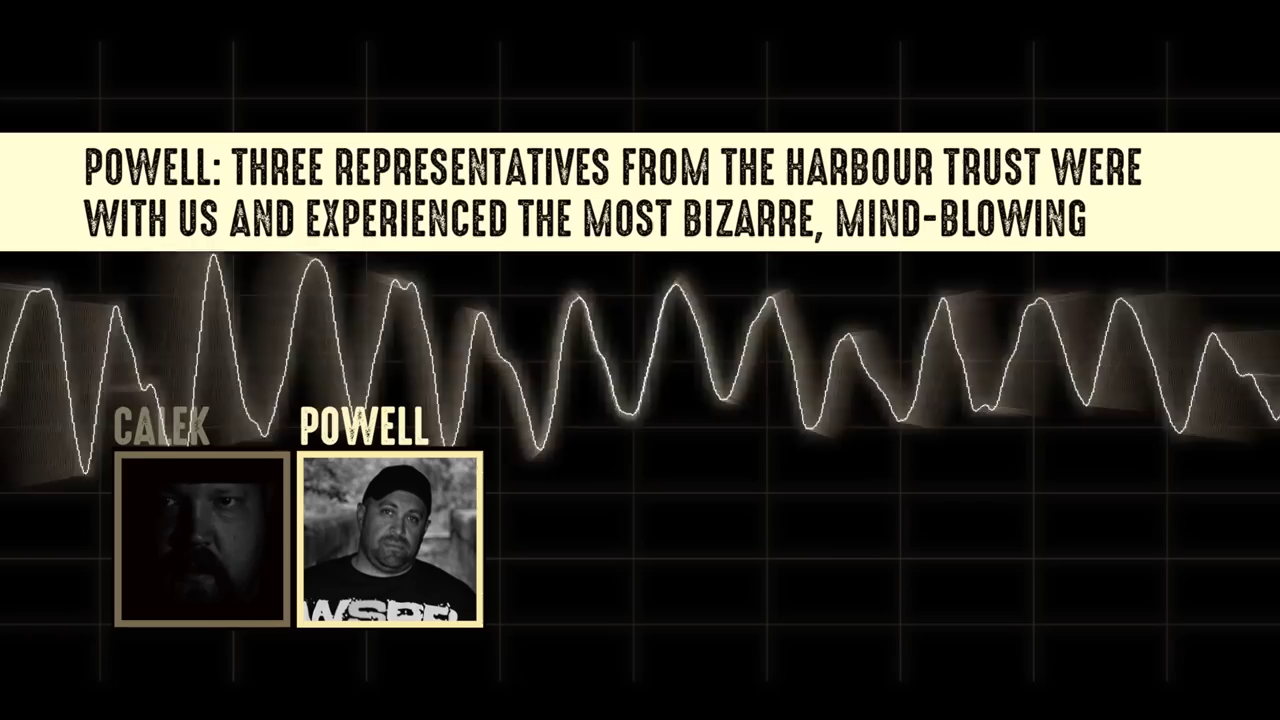 POWELL: THREE REPRESENTATIVES FROM THE HARBOUR TRUST WERE
WITH US AND EXPERIENCED THE MOST BIZARRE, MIND-BLOWING
CALEK
POWELL